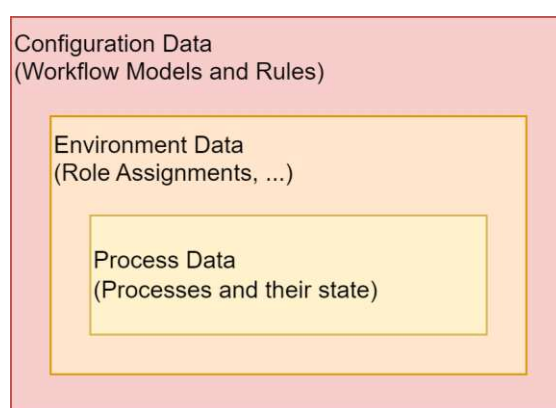 Configuration Data
(Workflow Models and Rules)
Environment Data
(Role Assignments, ...)
Process Data
(Processes and their state)